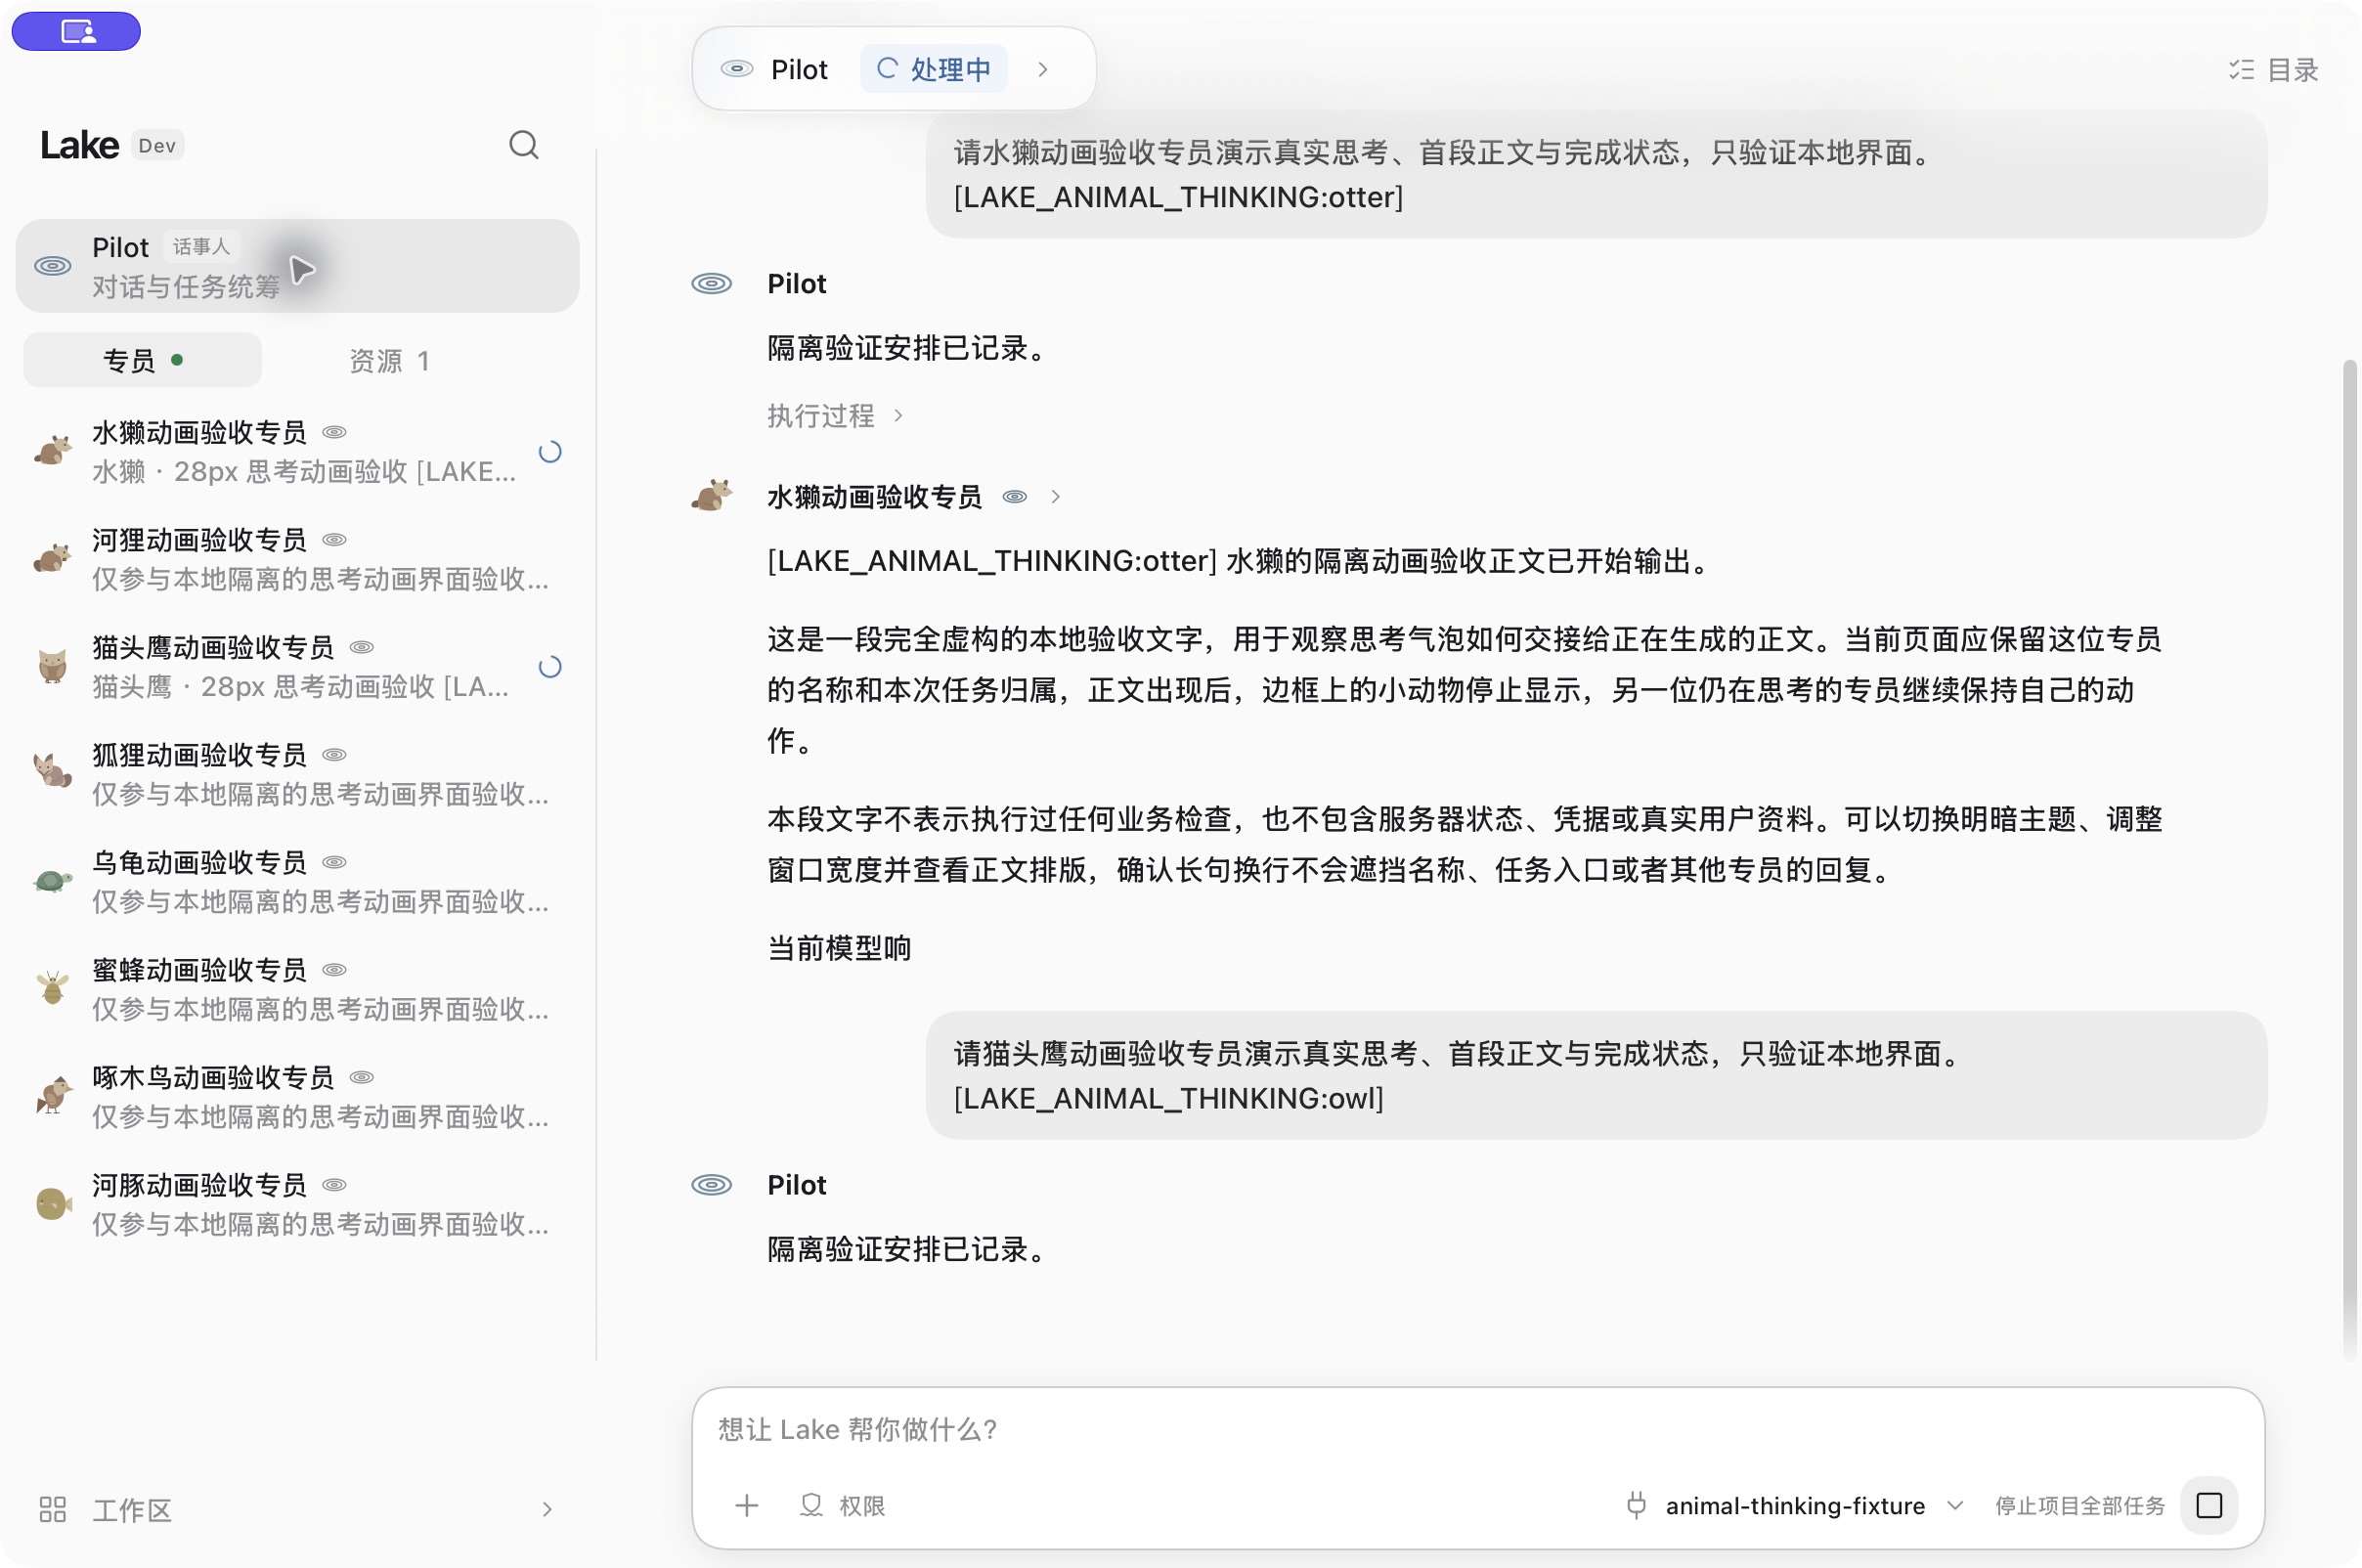 Lake Dev
Pilot 话事人
对话与任务统筹
专员
资源 1
水獭动画验收专员
水獭 · 28px 思考动画验收 [LAKE...
河狸动画验收专员
仅参与本地隔离的思考动画界面验收...
猫头鹰动画验收专员
猫头鹰 · 28px 思考动画验收 [LA...
狐狸动画验收专员
仅参与本地隔离的思考动画界面验收...
乌龟动画验收专员
仅参与本地隔离的思考动画界面验收...
蜜蜂动画验收专员
仅参与本地隔离的思考动画界面验收...
啄木鸟动画验收专员
仅参与本地隔离的思考动画界面验收...
河豚动画验收专员
仅参与本地隔离的思考动画界面验收...
工作区
Pilot 处理中
目录
请水獭动画验收专员演示真实思考、首段正文与完成状态，只验证本地界面。
[LAKE_ANIMAL_THINKING:otter]
Pilot
隔离验证安排已记录。
执行过程
水獭动画验收专员
[LAKE_ANIMAL_THINKING:otter] 水獭的隔离动画验收正文已开始输出。
这是一段完全虚构的本地验收文字，用于观察思考气泡如何交接给正在生成的正文。当前页面应保留这位专员
的名称和本次任务归属，正文出现后，边框上的小动物停止显示，另一位仍在思考的专员继续保持自己的动
作。
本段文字不表示执行过任何业务检查，也不包含服务器状态、凭据或真实用户资料。可以切换明暗主题、调整
窗口宽度并查看正文排版，确认长句换行不会遮挡名称、任务入口或者其他专员的回复。
当前模型响
请猫头鹰动画验收专员演示真实思考、首段正文与完成状态，只验证本地界面。
[LAKE_ANIMAL_THINKING:owl]
Pilot
隔离验证安排已记录。
想让 Lake 帮你做什么?
权限
animal-thinking-fixture
停止项目全部任务